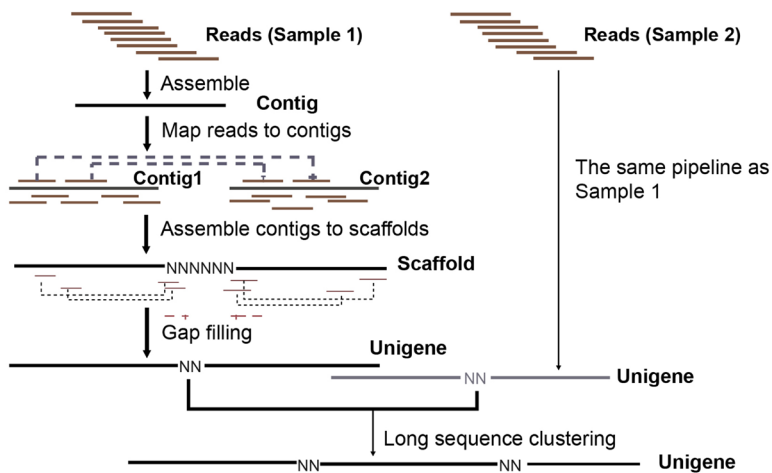 Reads (Sample 1)
Reads (Sample 2)
Assemble
Contig
Map reads to contigs
Contig1
Contig2
The same pipeline as
Sample 1
Assemble contigs to scaffolds
NNNNNN
Scaffold
Gap filling
Unigene
NN
NN
Unigene
Long sequence clustering
NN
NN
Unigene